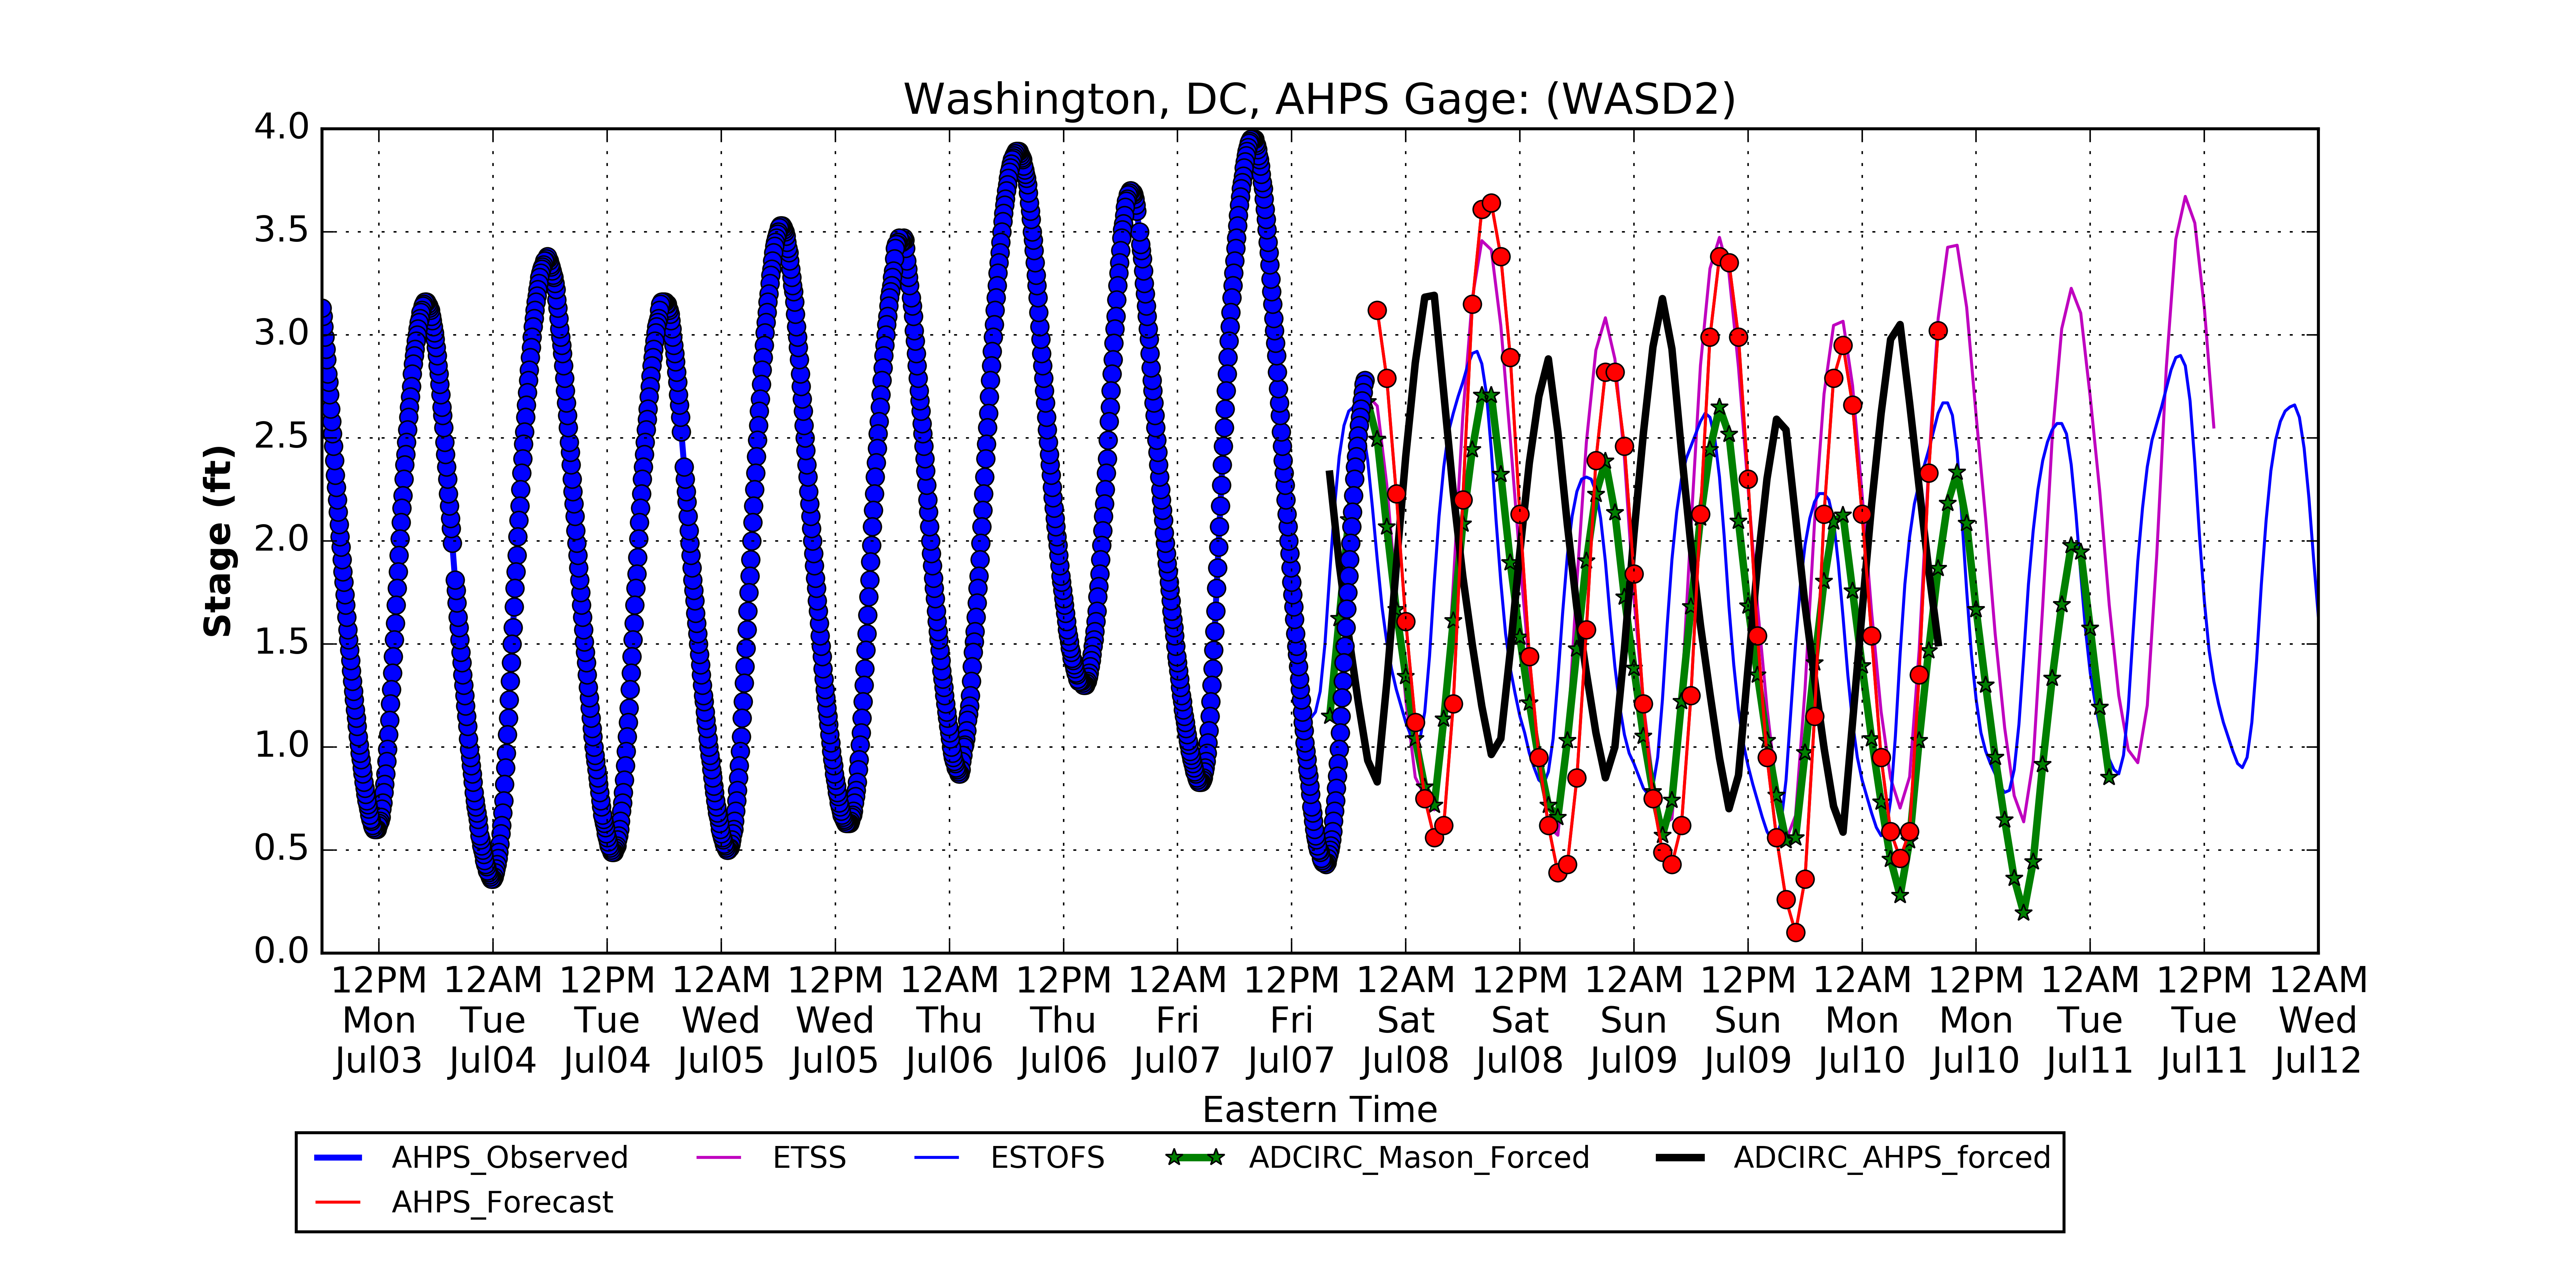 Washington, DC, AHPS Gage: (WASD2)
4.0
3.5
3.0
2.5
2.0
1.5
1.0
0.5
0.0
Stage (ft)
12PM 12AM 12PM 12AM 12PM 12AM 12PM 12AM 12PM 12AM 12PM 12AM 12PM 12AM 12PM 12AM 12PM 12AM
Mon Tue Tue Wed Wed Thu Thu Fri Fri Sat Sat Sun Sun Mon Mon Tue Tue Wed
Jul03 Jul04 Jul04 Jul05 Jul05 Jul06 Jul06 Jul07 Jul07 Jul08 Jul08 Jul09 Jul09 Jul10 Jul10 Jul11 Jul11 Jul12
Eastern Time
AHPS_Observed ETSS ESTOFS ADCIRC_Mason_Forced ADCIRC_AHPS_forced
AHPS_Forecast